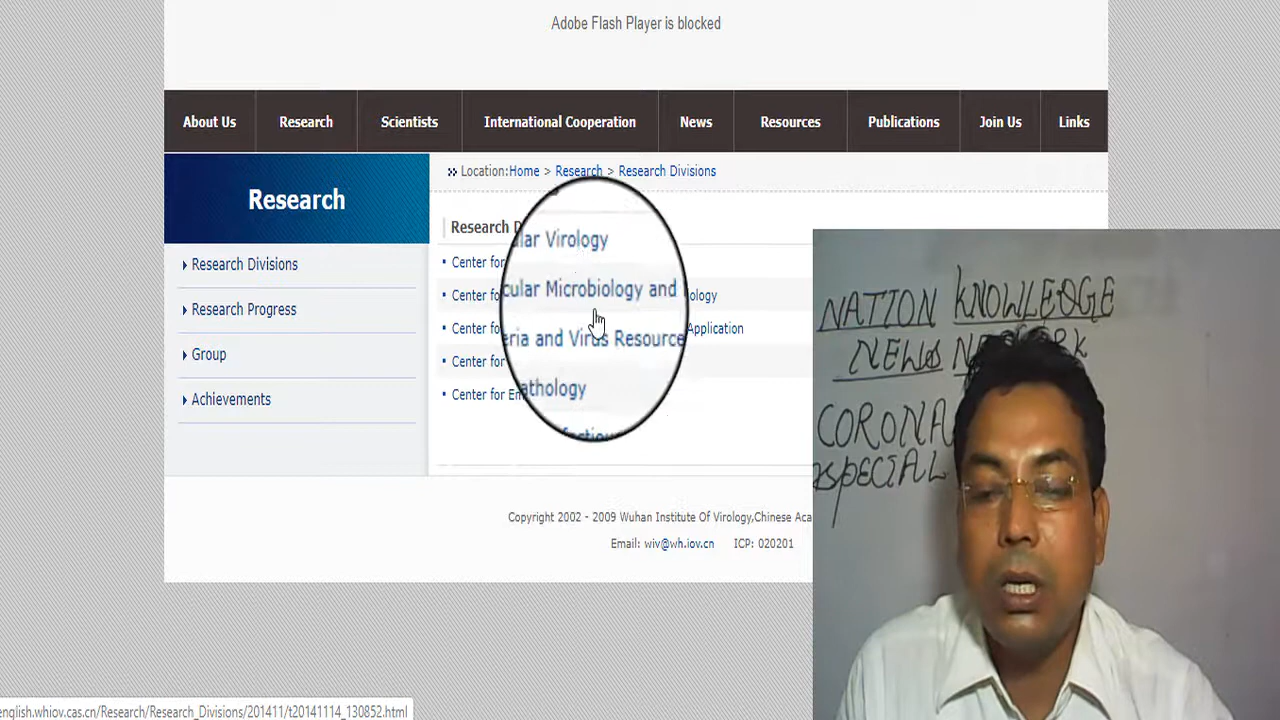 Adobe Flash Player is blocked
About Us Research Scientists International Cooperation News Resources Publications Join Us Links
Research
Research Divisions
Research Progress
Group
Achievements
Location:Home > Research > Research Divisions
Research D
Center for
Center fo ology
Center fo Application
Center for
Center for En
ular Virology
cular Microbiology and
eria and Virus Resource
athology
Copyright 2002 - 2009 Wuhan Institute Of Virology,Chinese Aca
Email: wiv@wh.iov.cn ICP: 020201
NATION KNOWLEDGE
NEWS
CORONA
SPECIAL
english.whiov.cas.cn/Research/Research_Divisions/201411/t20141114_130852.html